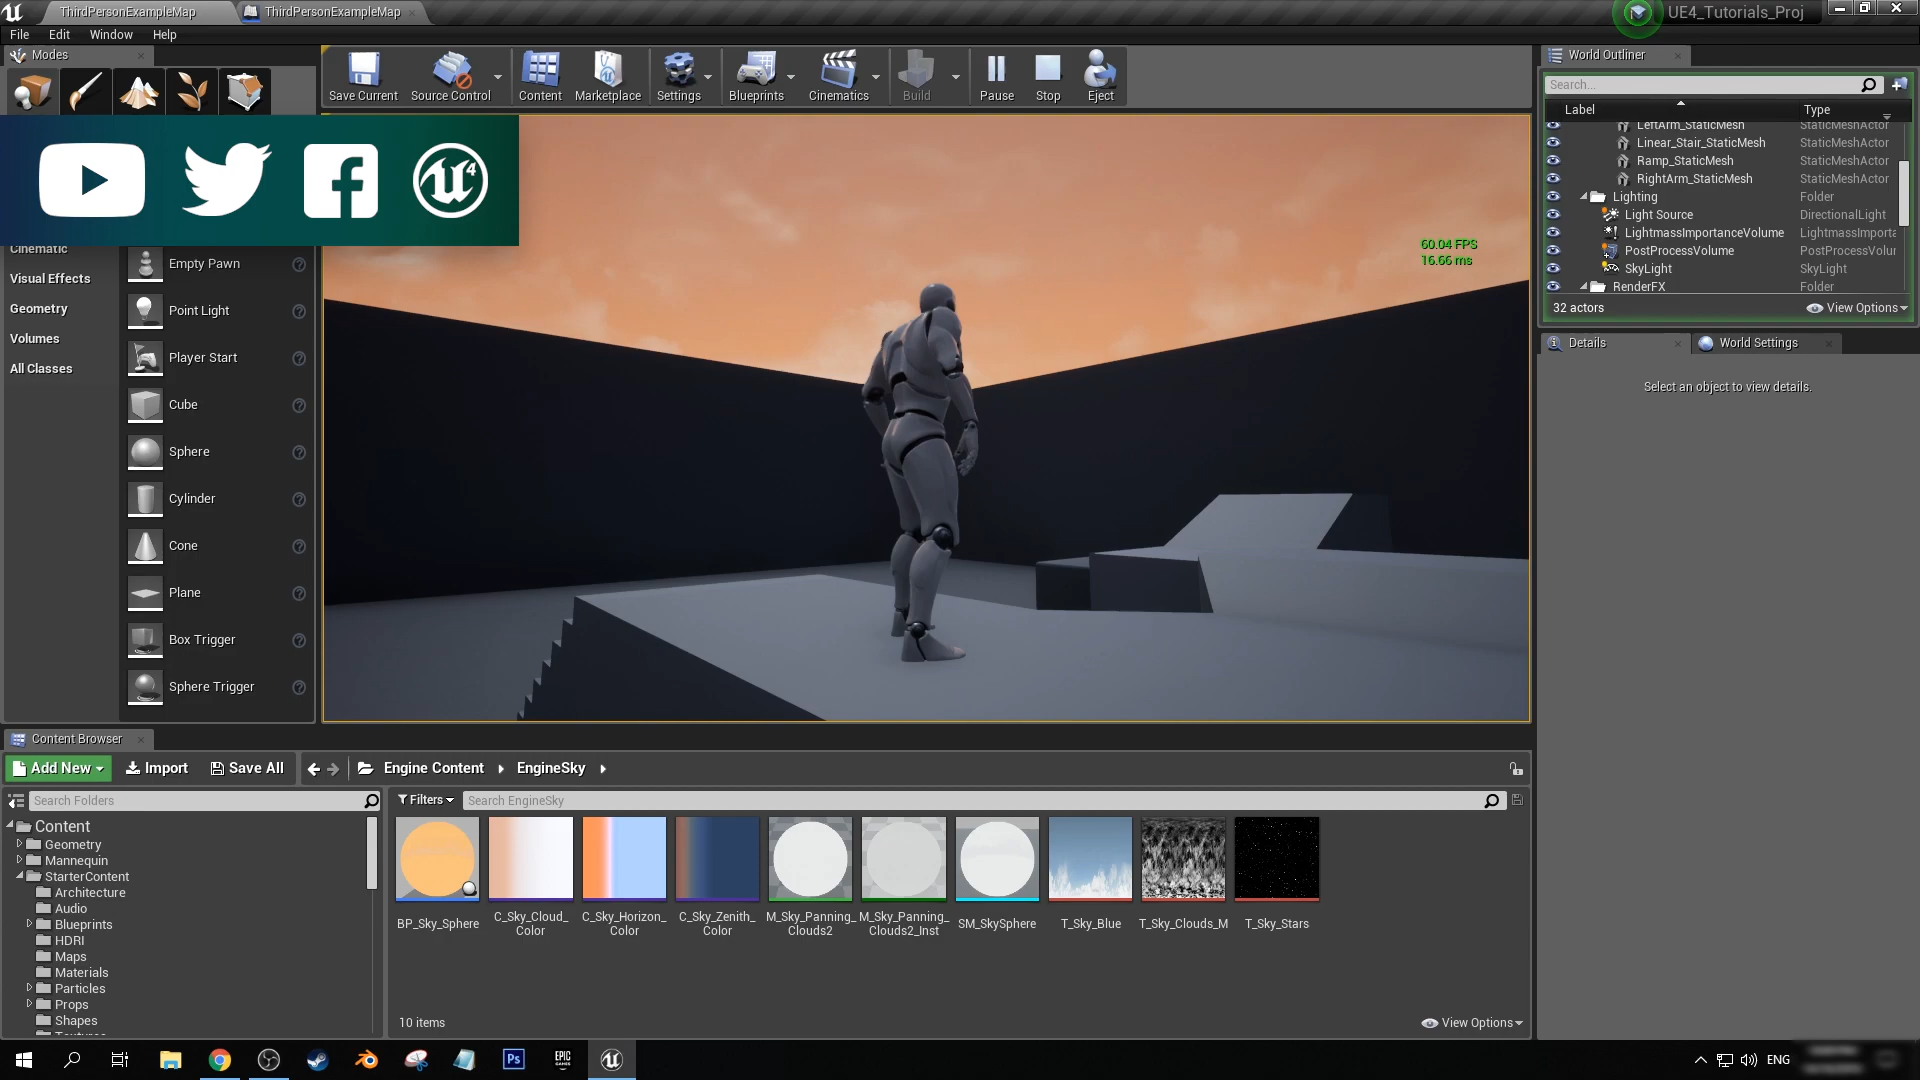 ThirdPersonExampleMap
ThirdPersonExampleMap
UE4_Tutorials_Proj
File Edit Window Help
Modes
Save Current
Source Control
Content
Marketplace
Settings
Blueprints
Cinematics
Build
Pause
Stop
Eject
World Outliner
Search...
Label Type
LeftArm_StaticMesh StaticMeshActor
Linear_Stair_StaticMesh StaticMeshActor
Ramp_StaticMesh StaticMeshActor
RightArm_StaticMesh StaticMeshActor
Lighting Folder
Light Source DirectionalLight
LightmassImportanceVolume LightmassImporta
PostProcessVolume PostProcessVolur
SkyLight SkyLight
RenderFX Folder
32 actors View Options
Details World Settings
Select an object to view details.
Cinematic
Visual Effects
Geometry
Volumes
All Classes
Empty Pawn
Point Light
Player Start
Cube
Sphere
Cylinder
Cone
Plane
Box Trigger
Sphere Trigger
60.04 FPS
16.66 ms
Content Browser
Add New Import Save All Engine Content EngineSky
Search Folders
Filters Search EngineSky
Content
Geometry
Mannequin
StarterContent
Architecture
Audio
Blueprints
HDRI
Maps
Materials
Particles
Props
Shapes
BP_Sky_Sphere
C_Sky_Cloud_
Color
C_Sky_Horizon_
Color
C_Sky_Zenith_
Color
M_Sky_Panning_
Clouds2
M_Sky_Panning_
Clouds2_Inst
SM_SkySphere
T_Sky_Blue
T_Sky_Clouds_M
T_Sky_Stars
10 items View Options
Ps
EPIC
GAMES
ENG